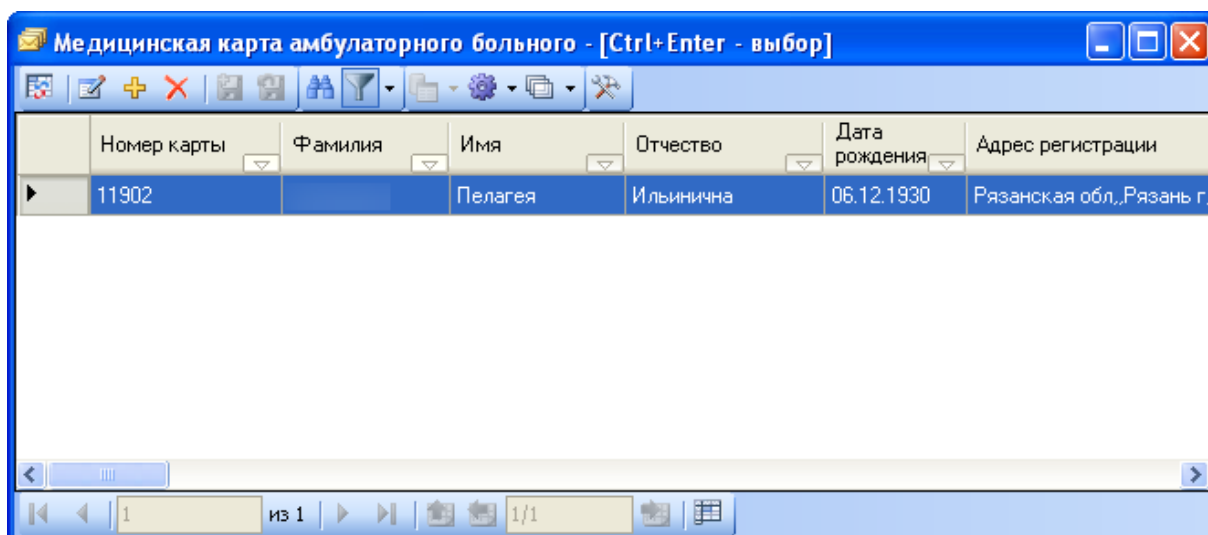 Медицинская карта амбулаторного больного - [Ctrl+Enter - выбор]
Номер карты Фамилия Имя Отчество Дата рождения Адрес регистрации
11902 Пелагея Ильинична 06.12.1930 Рязанская обл,,Рязань г,
1 из 1 1/1